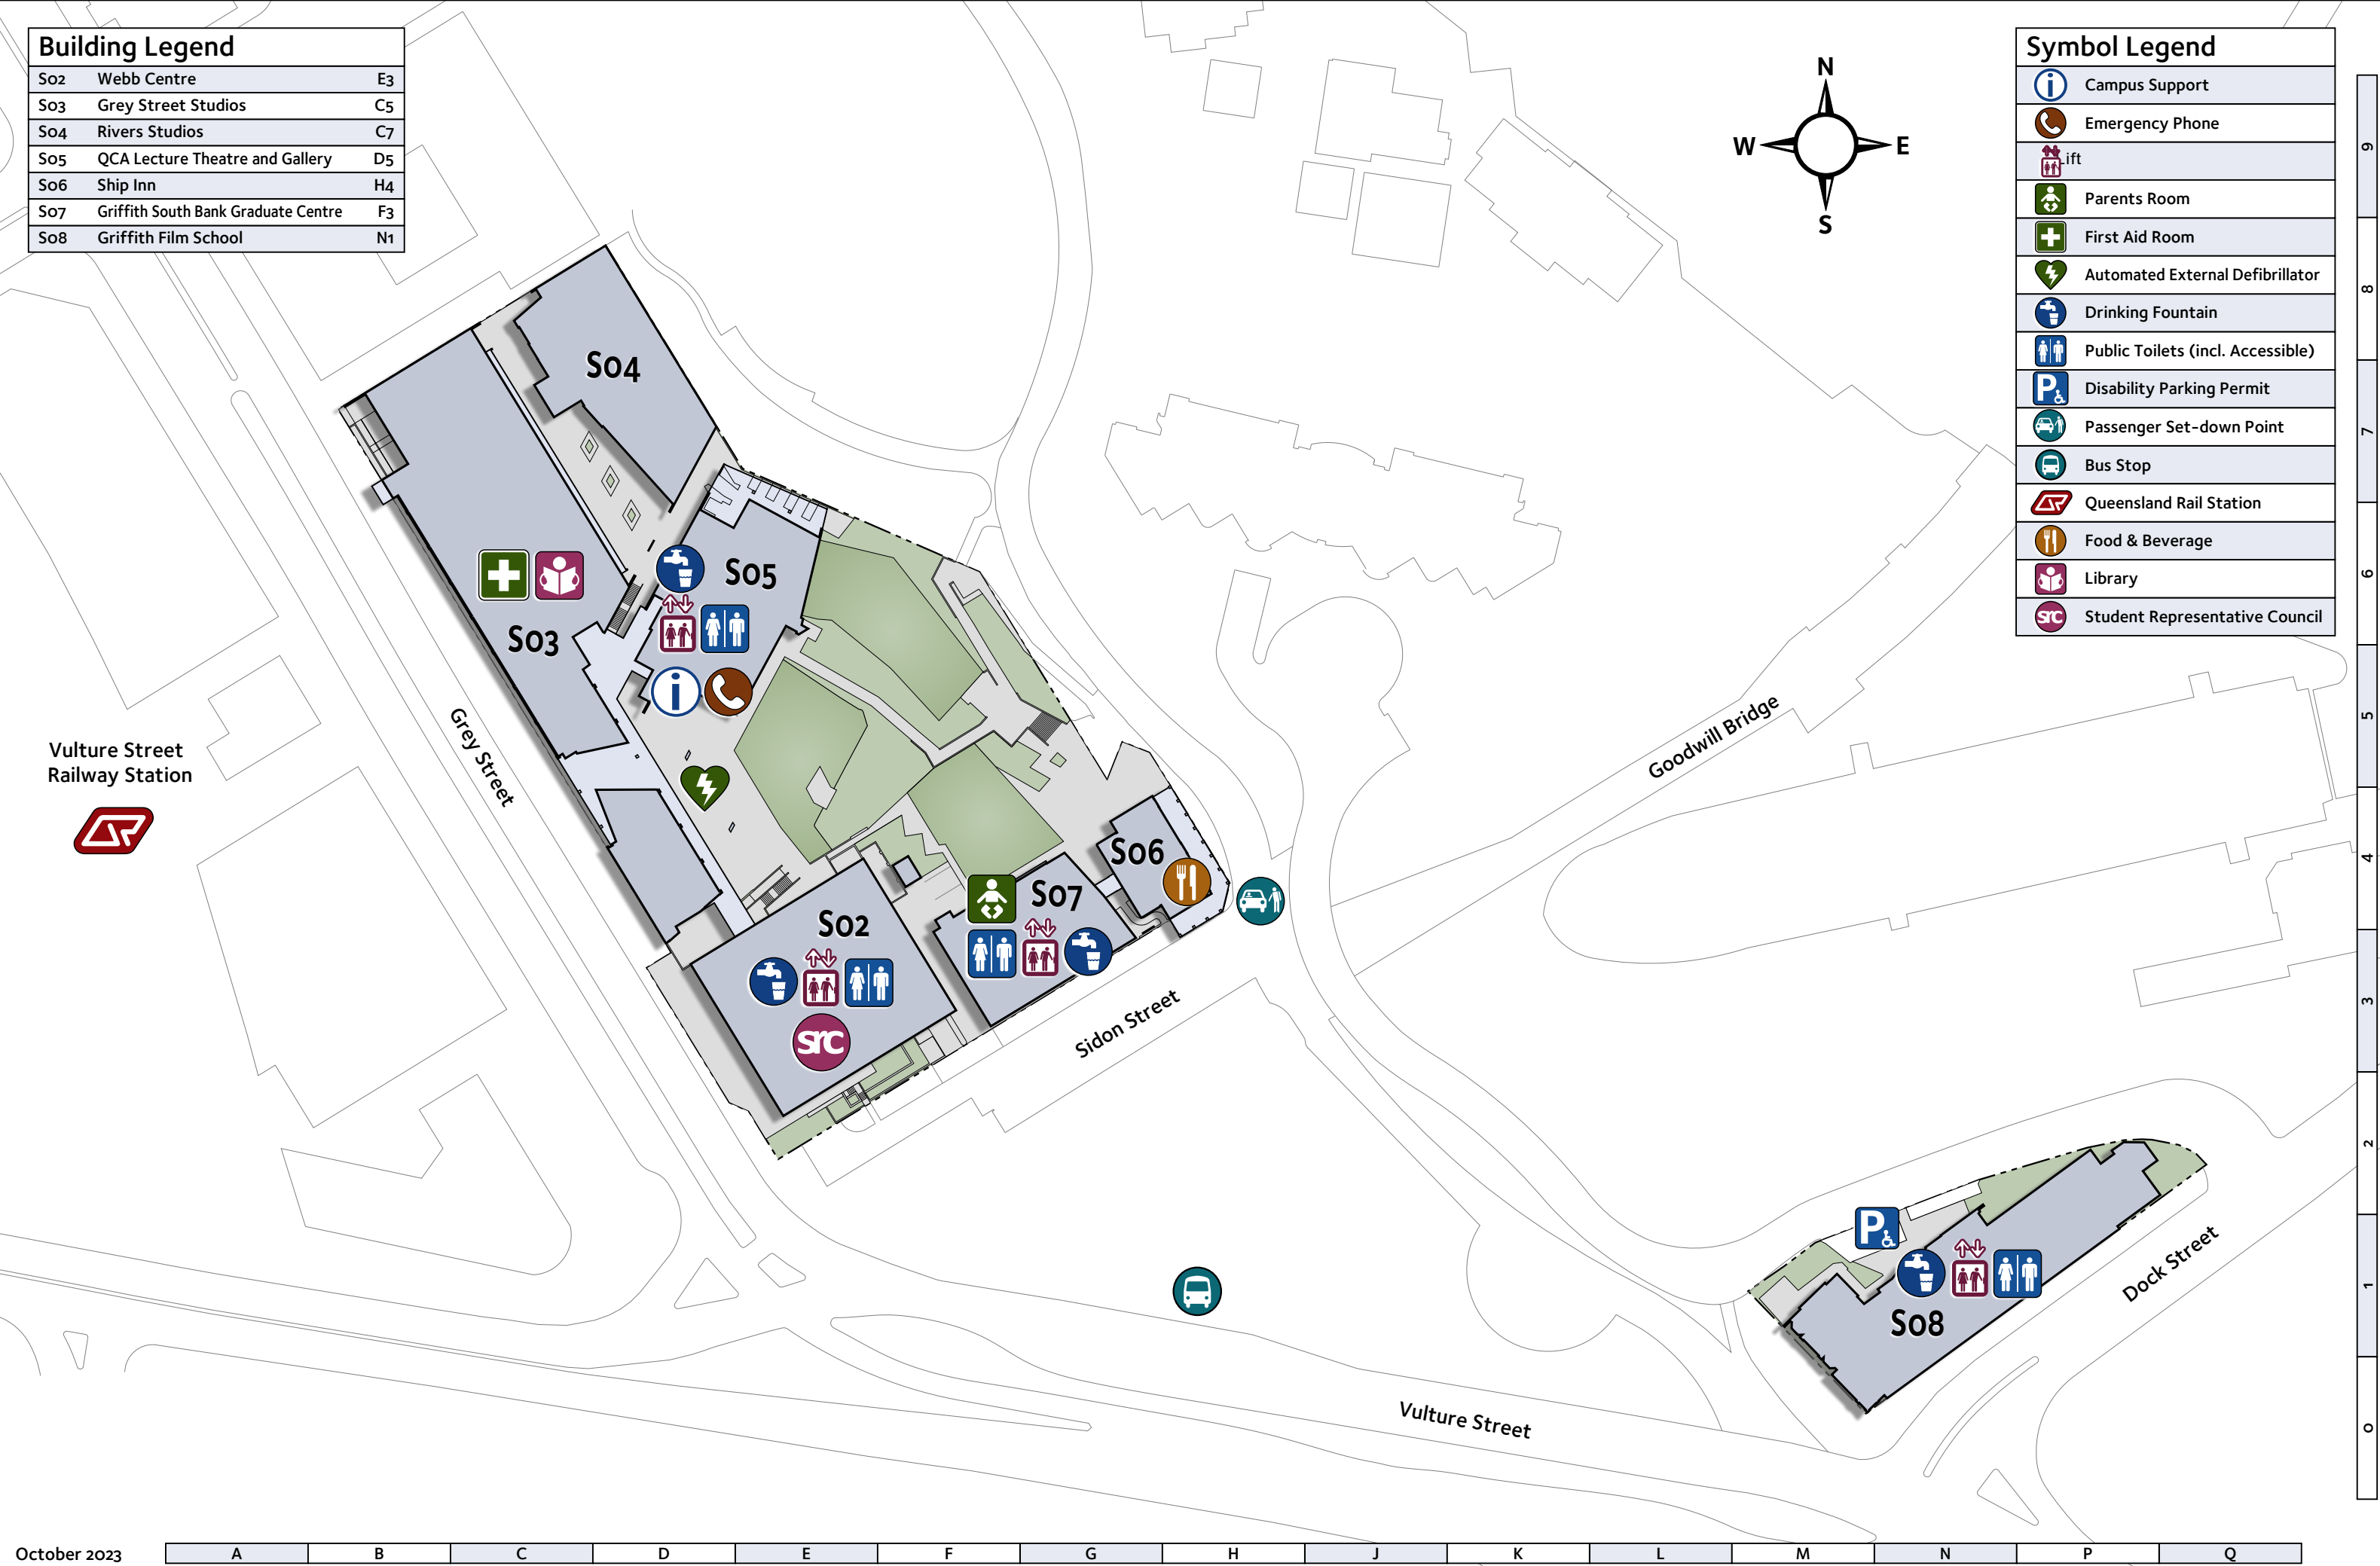 Building Legend
S02 Webb Centre E3
S03 Grey Street Studios C5
S04 Rivers Studios C7
S05 QCA Lecture Theatre and Gallery D5
S06 Ship Inn H4
S07 Griffith South Bank Graduate Centre F3
S08 Griffith Film School N1
N
W E
S
Symbol Legend
i Campus Support
Emergency Phone
Lift
Parents Room
First Aid Room
Automated External Defibrillator
Drinking Fountain
Public Toilets (incl. Accessible)
P Disability Parking Permit
Passenger Set-down Point
Bus Stop
Queensland Rail Station
Food & Beverage
Library
src Student Representative Council
9
8
7
6
5
4
3
2
1
0
S04
S05
S03
i
S06
S07
S02
src
P
S08
Vulture Street
Railway Station
Grey Street
Goodwill Bridge
Sidon Street
Dock Street
Vulture Street
October 2023
A B C D E F G H J K L M N P Q